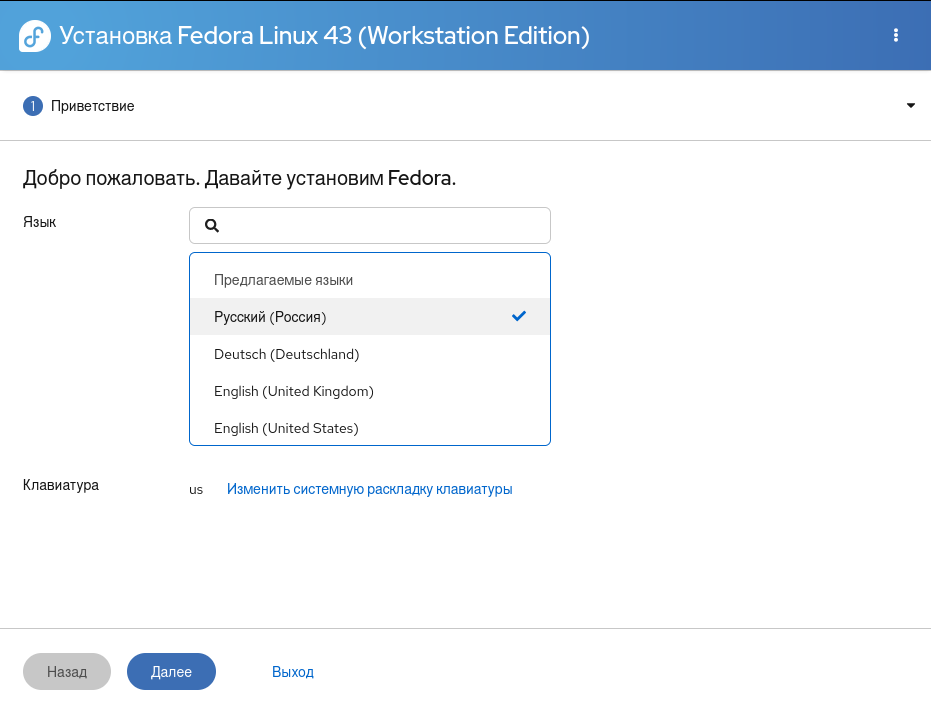 Установка Fedora Linux 43 (Workstation Edition)
1 Приветствие
Добро пожаловать. Давайте установим Fedora.
Язык
Предлагаемые языки
Русский (Россия)
Deutsch (Deutschland)
English (United Kingdom)
English (United States)
Клавиатура
us Изменить системную раскладку клавиатуры
Назад Далее Выход